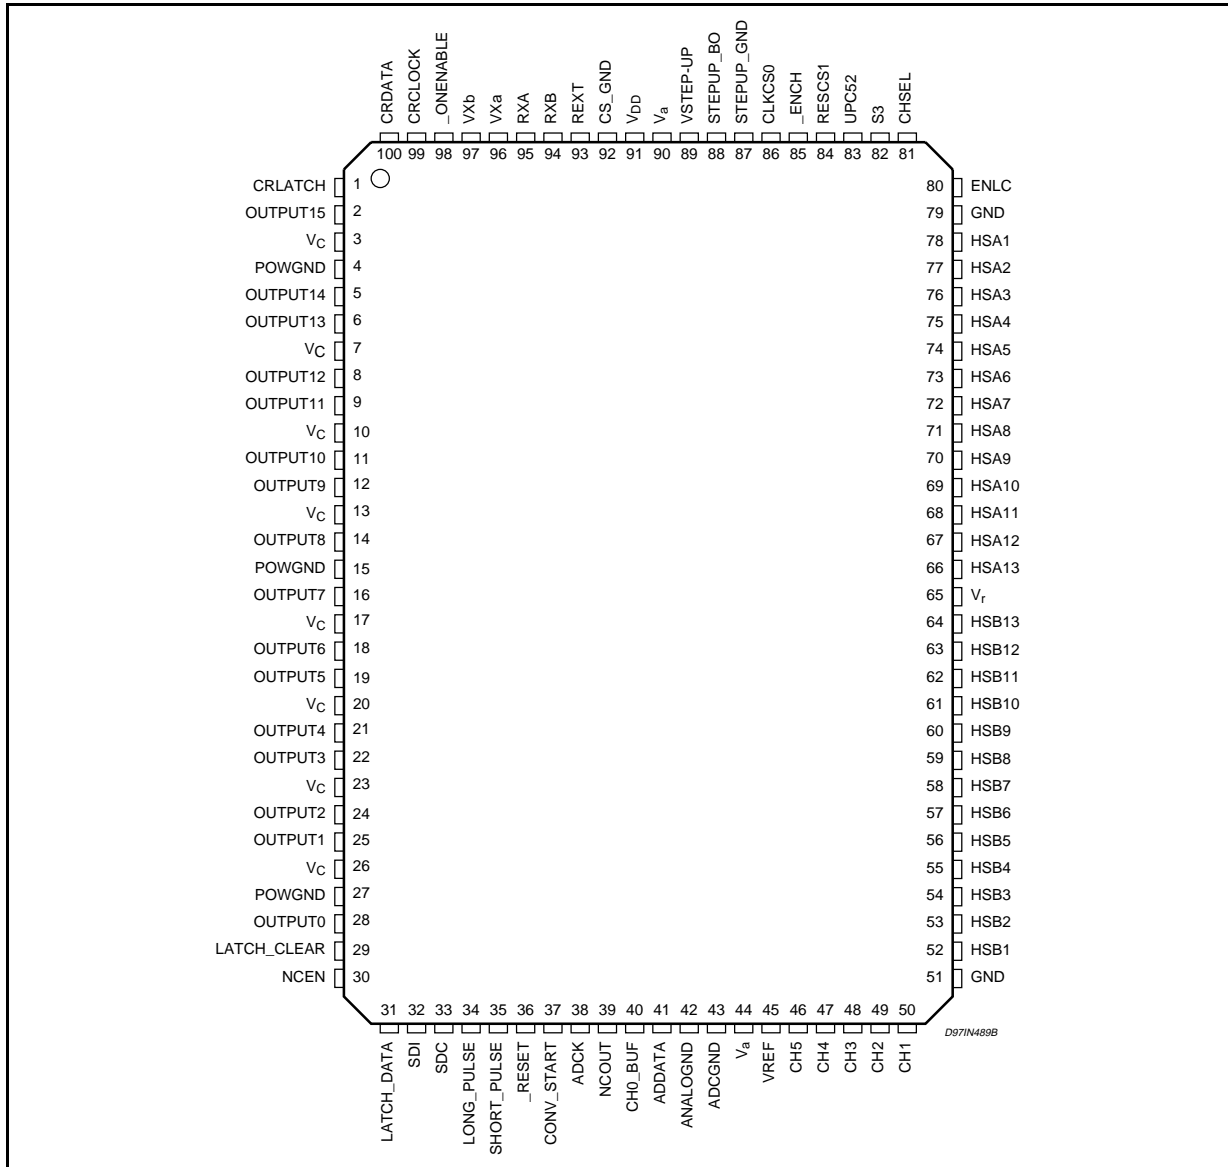 CRDATA
CRCLOCK
_ONENABLE
VXb
VXa
RXA
RXB
REXT
CS_GND
VDD
Va
VSTEP-UP
STEPUP_BO
STEPUP_GND
CLKCS0
_ENCH
RESCS1
UPC52
S3
CHSEL
100 99 98 97 96 95 94 93 92 91 90 89 88 87 86 85 84 83 82 81
CRLATCH 1
OUTPUT15 2
VC 3
POWGND 4
OUTPUT14 5
OUTPUT13 6
VC 7
OUTPUT12 8
OUTPUT11 9
VC 10
OUTPUT10 11
OUTPUT9 12
VC 13
OUTPUT8 14
POWGND 15
OUTPUT7 16
VC 17
OUTPUT6 18
OUTPUT5 19
VC 20
OUTPUT4 21
OUTPUT3 22
VC 23
OUTPUT2 24
OUTPUT1 25
VC 26
POWGND 27
OUTPUT0 28
LATCH_CLEAR 29
NCEN 30
80 ENLC
79 GND
78 HSA1
77 HSA2
76 HSA3
75 HSA4
74 HSA5
73 HSA6
72 HSA7
71 HSA8
70 HSA9
69 HSA10
68 HSA11
67 HSA12
66 HSA13
65 Vr
64 HSB13
63 HSB12
62 HSB11
61 HSB10
60 HSB9
59 HSB8
58 HSB7
57 HSB6
56 HSB5
55 HSB4
54 HSB3
53 HSB2
52 HSB1
51 GND
31 32 33 34 35 36 37 38 39 40 41 42 43 44 45 46 47 48 49 50
LATCH_DATA
SDI
SDC
LONG_PULSE
SHORT_PULSE
_RESET
CONV_START
ADCK
NCOUT
CH0_BUF
ADDATA
ANALOGND
ADCGND
Va
VREF
CH5
CH4
CH3
CH2
CH1
D97IN489B